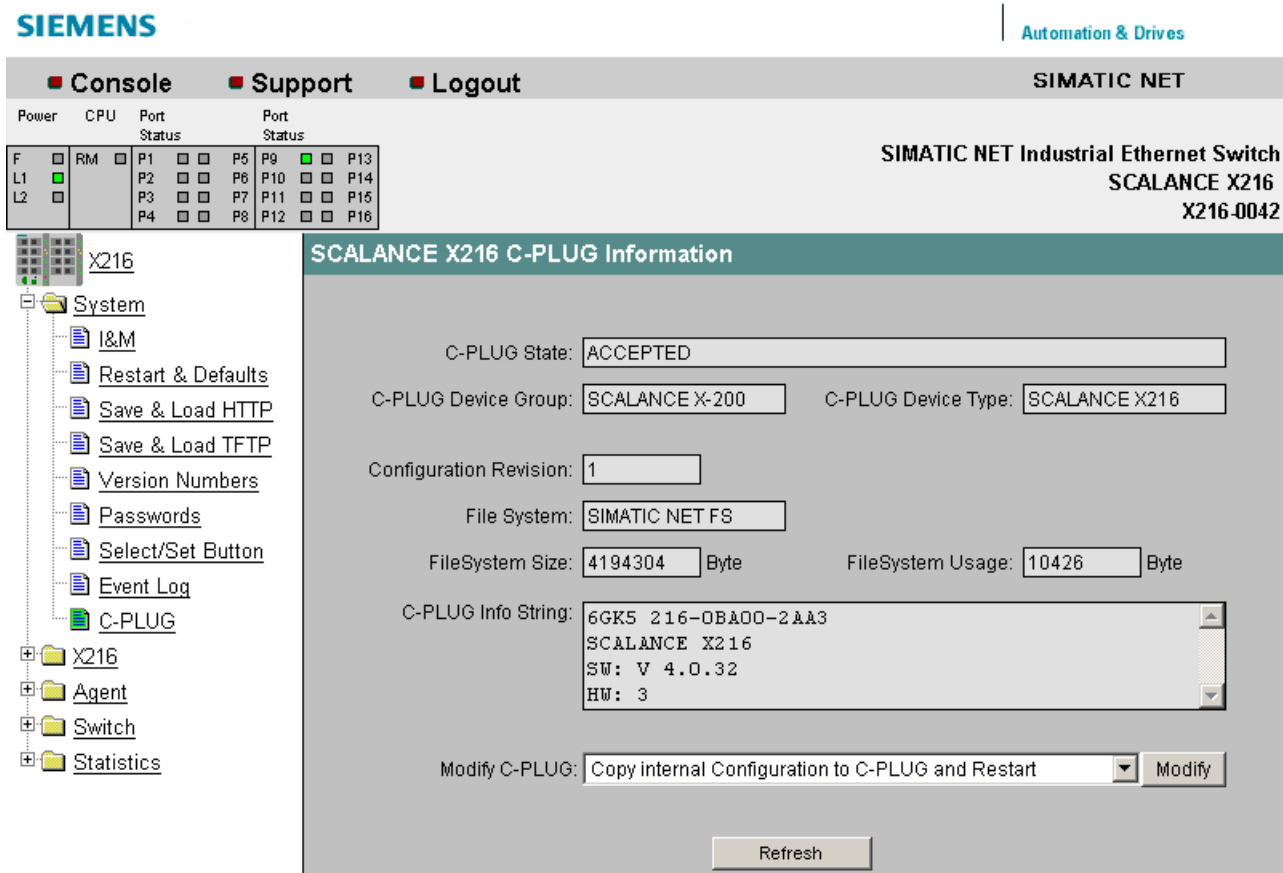 SIEMENS
Automation & Drives
Console Support Logout SIMATIC NET
Power CPU Port Status Port Status
F RM P1 P5 P9 P13
L1 P2 P6 P10 P14
L2 P3 P7 P11 P15
P4 P8 P12 P16
SIMATIC NET Industrial Ethernet Switch
SCALANCE X216
X216-0042
X216
System
I&M
Restart & Defaults
Save & Load HTTP
Save & Load TFTP
Version Numbers
Passwords
Select/Set Button
Event Log
C-PLUG
X216
Agent
Switch
Statistics
SCALANCE X216 C-PLUG Information
C-PLUG State: ACCEPTED
C-PLUG Device Group: SCALANCE X-200 C-PLUG Device Type: SCALANCE X216
Configuration Revision: 1
File System: SIMATIC NET FS
FileSystem Size: 4194304 Byte FileSystem Usage: 10426 Byte
C-PLUG Info String: 6GK5 216-0BA00-2AA3
SCALANCE X216
SW: V 4.0.32
HW: 3
Modify C-PLUG: Copy internal Configuration to C-PLUG and Restart Modify
Refresh